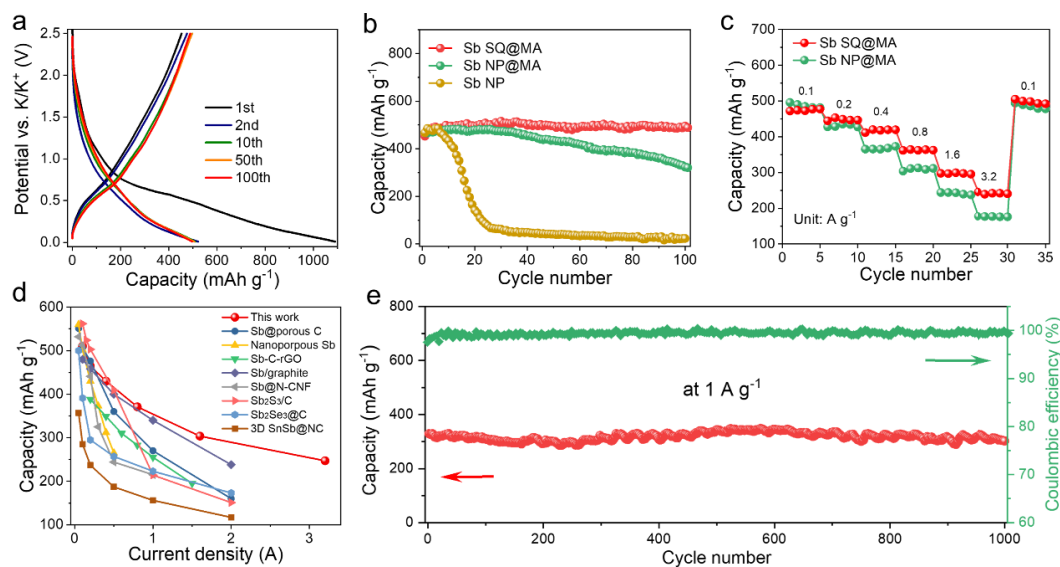 a
Potential vs. K/K⁺ (V)
2.5
2.0
1.5
1.0
0.5
0.0
1st
2nd
10th
50th
100th
0 200 400 600 800 1000
Capacity (mAh g⁻¹)
b
Capacity (mAh g⁻¹)
800
600
400
200
0
Sb SQ@MA
Sb NP@MA
Sb NP
0 20 40 60 80 100
Cycle number
c
Capacity (mAh g⁻¹)
700
600
500
400
300
200
100
Sb SQ@MA
Sb NP@MA
0.1
0.2
0.4
0.8
1.6
3.2
0.1
Unit: A g⁻¹
0 5 10 15 20 25 30 35
Cycle number
d
Capacity (mAh g⁻¹)
600
500
400
300
200
100
This work
Sb@porous C
Nanoporpous Sb
Sb-C-rGO
Sb/graphite
Sb@N-CNF
Sb₂S₃/C
Sb₂Se₃@C
3D SnSb@NC
0 1 2 3
Current density (A)
e
Capacity (mAh g⁻¹)
800
600
400
200
0
at 1 A g⁻¹
100
90
80
70
60
Coulombic efficiency (%)
0 200 400 600 800 1000
Cycle number